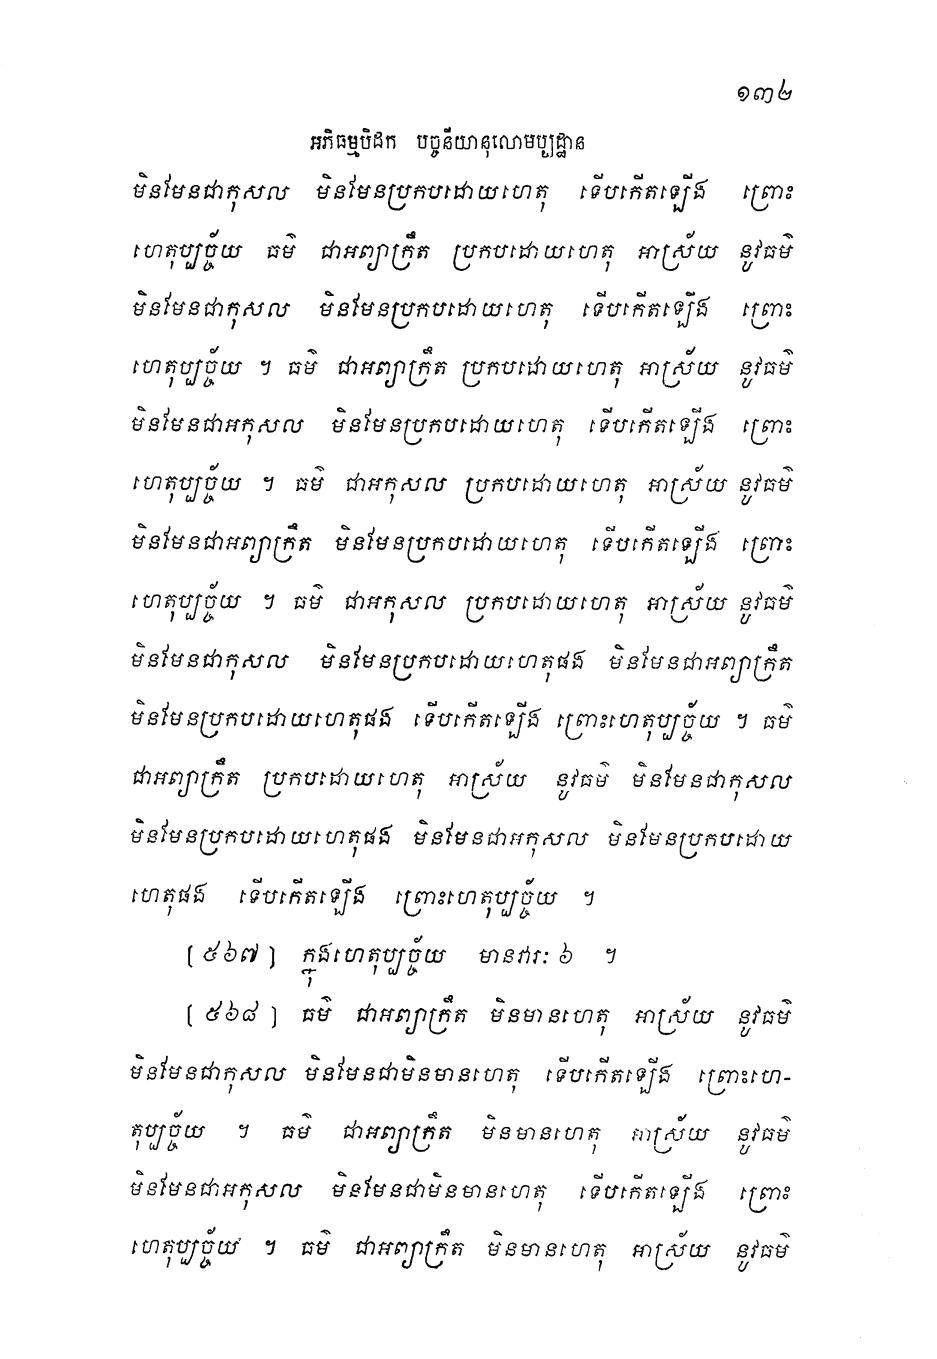 ១៣២
អភិធម្មបិដក បច្ចនីយានុលោមប្បដ្ឋាន
មិនមែនជាកុសល មិនមែនប្រកបដោយហេតុ ទើបកើតឡើង ព្រោះ
ហេតុប្បច្ច័យ ធម៌ ជាអព្យាក្រឹត ប្រកបដោយហេតុ អាស្រ័យ នូវធម៌
មិនមែនជាកុសល មិនមែនប្រកបដោយហេតុ ទើបកើតឡើង ព្រោះ
ហេតុប្បច្ច័យ ។ ធម៌ ជាអព្យាក្រឹត ប្រកបដោយហេតុ អាស្រ័យ នូវធម៌
មិនមែនជាអកុសល មិនមែនប្រកបដោយហេតុ ទើបកើតឡើង ព្រោះ
ហេតុប្បច្ច័យ ។ ធម៌ ជាអកុសល ប្រកបដោយហេតុ អាស្រ័យ នូវធម៌
មិនមែនជាអព្យាក្រឹត មិនមែនប្រកបដោយហេតុ ទើបកើតឡើង ព្រោះ
ហេតុប្បច្ច័យ ។ ធម៌ ជាអកុសល ប្រកបដោយហេតុ អាស្រ័យ នូវធម៌
មិនមែនជាកុសល មិនមែនប្រកបដោយហេតុផង មិនមែនជាអព្យាក្រឹត
មិនមែនប្រកបដោយហេតុផង ទើបកើតឡើង ព្រោះហេតុប្បច្ច័យ ។ ធម៌
ជាអព្យាក្រឹត ប្រកបដោយហេតុ អាស្រ័យ នូវធម៌ មិនមែនជាកុសល
មិនមែនប្រកបដោយហេតុផង មិនមែនជាអកុសល មិនមែនប្រកបដោយ
ហេតុផង ទើបកើតឡើង ព្រោះហេតុប្បច្ច័យ ។
[ ៥៦៧ ] ក្នុងហេតុប្បច្ច័យ មានវារៈ ៦ ។
[ ៥៦៨ ] ធម៌ ជាអព្យាក្រឹត មិនមានហេតុ អាស្រ័យ នូវធម៌
មិនមែនជាកុសល មិនមែនជាមិនមានហេតុ ទើបកើតឡើង ព្រោះហេ-
តុប្បច្ច័យ ។ ធម៌ ជាអព្យាក្រឹត មិនមានហេតុ អាស្រ័យ នូវធម៌
មិនមែនជាអកុសល មិនមែនជាមិនមានហេតុ ទើបកើតឡើង ព្រោះ
ហេតុប្បច្ច័យ ។ ធម៌ ជាអព្យាក្រឹត មិនមានហេតុ អាស្រ័យ នូវធម៌